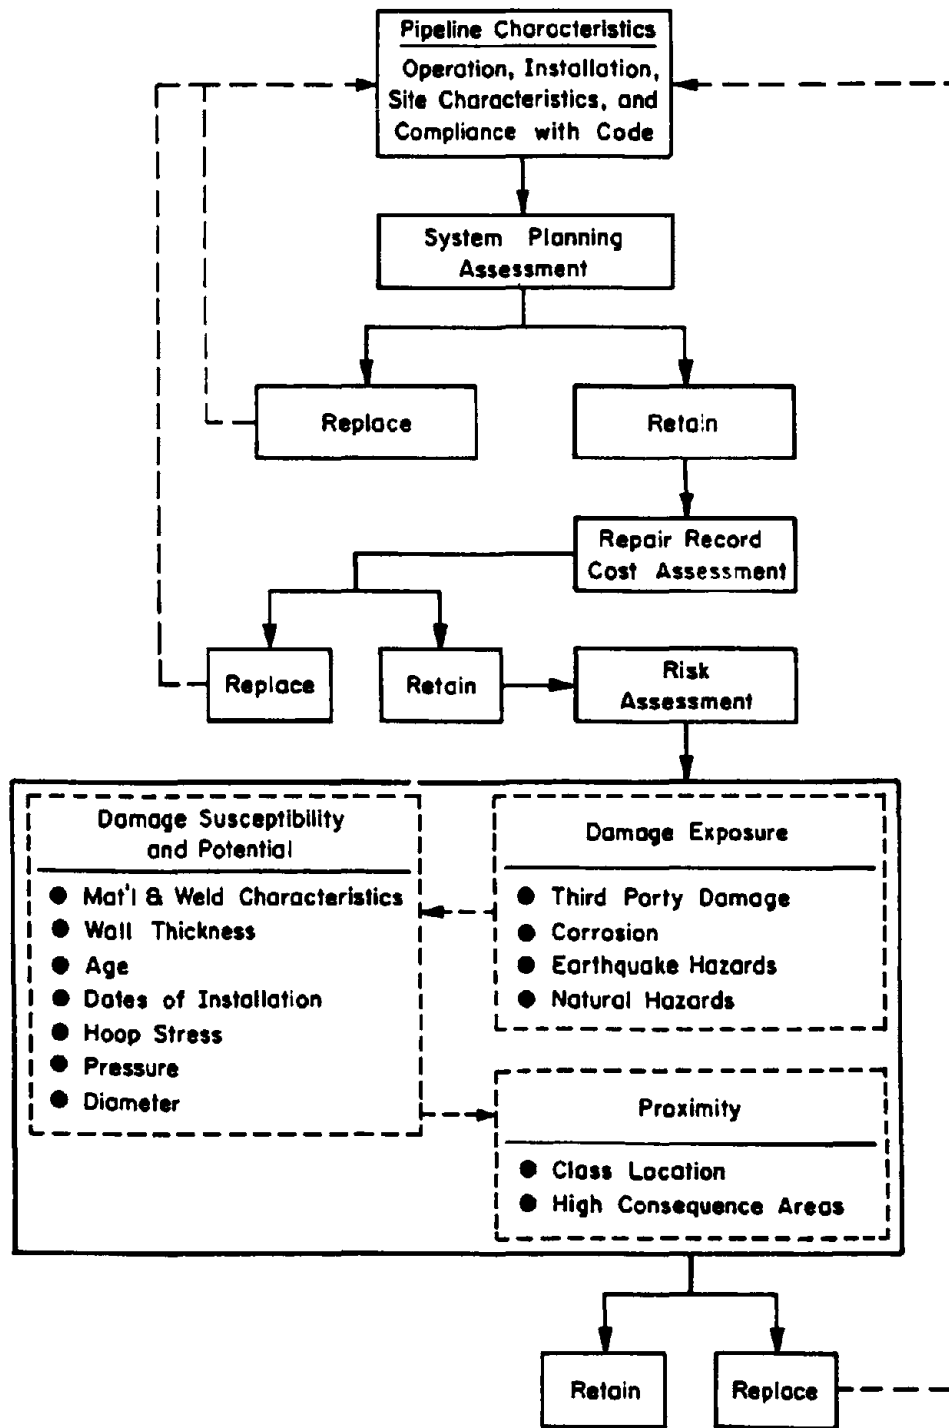 Pipeline Characteristics
Operation, Installation,
Site Characteristics, and
Compliance with Code
System Planning
Assessment
Replace
Retain
Repair Record
Cost Assessment
Replace
Retain
Risk
Assessment
Damage Susceptibility
and Potential
● Mat'l & Weld Characteristics
● Wall Thickness
● Age
● Dates of Installation
● Hoop Stress
● Pressure
● Diameter
Damage Exposure
● Third Party Damage
● Corrosion
● Earthquake Hazards
● Natural Hazards
Proximity
● Class Location
● High Consequence Areas
Retain
Replace